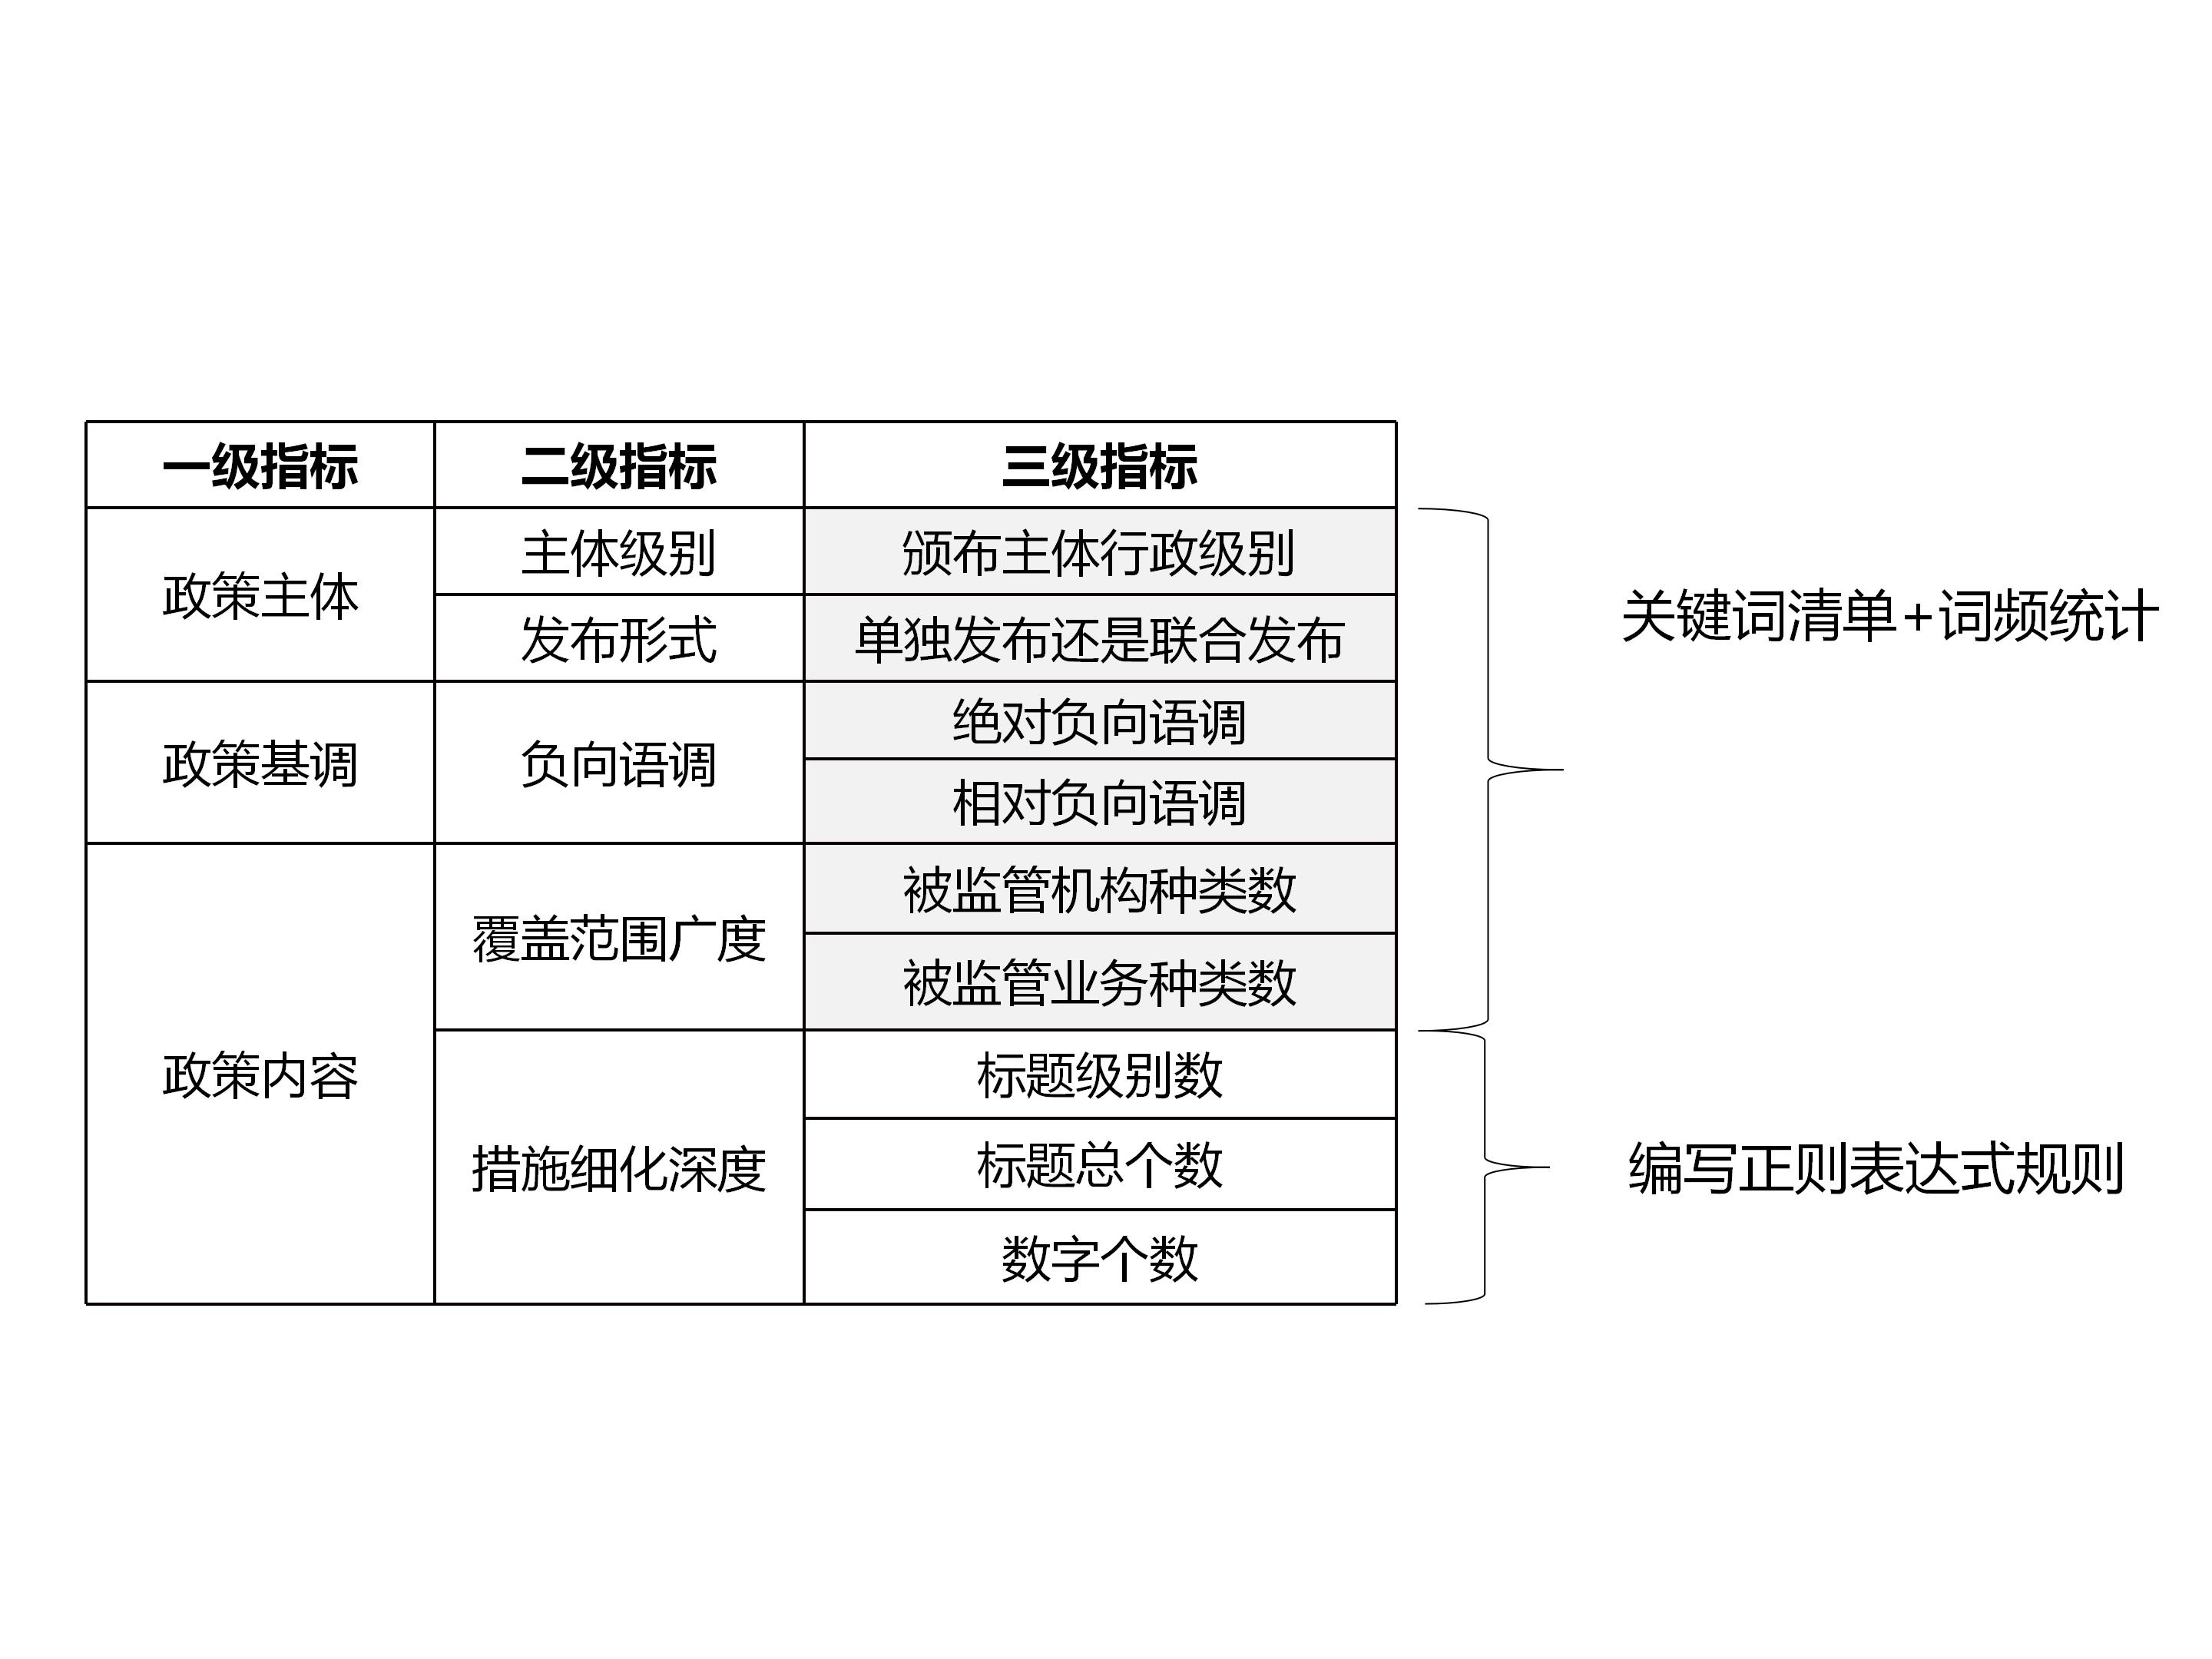 一级指标 二级指标 三级指标
政策主体
主体级别 颁布主体行政级别
发布形式 单独发布还是联合发布
政策基调 负向语调
绝对负向语调
相对负向语调
政策内容
覆盖范围广度
被监管机构种类数
被监管业务种类数
措施细化深度
标题级别数
标题总个数
数字个数
关键词清单+词频统计
编写正则表达式规则